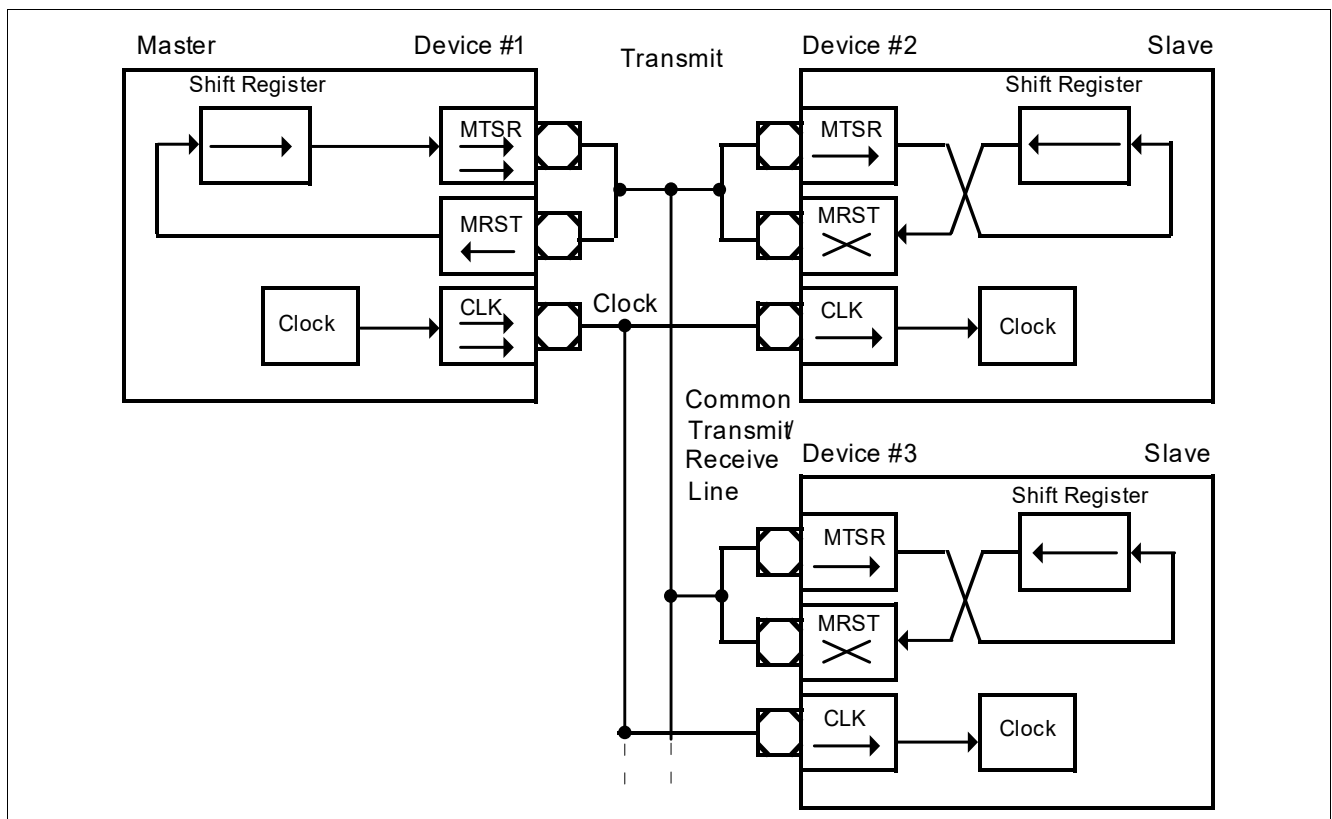 Master Device #1
Transmit
Device #2 Slave
Shift Register
Shift Register
MTSR
MTSR
MRST
MRST
Clock
CLK
Clock
CLK
Clock
Common
Transmit/
Receive
Line
Device #3 Slave
Shift Register
MTSR
MRST
CLK
Clock